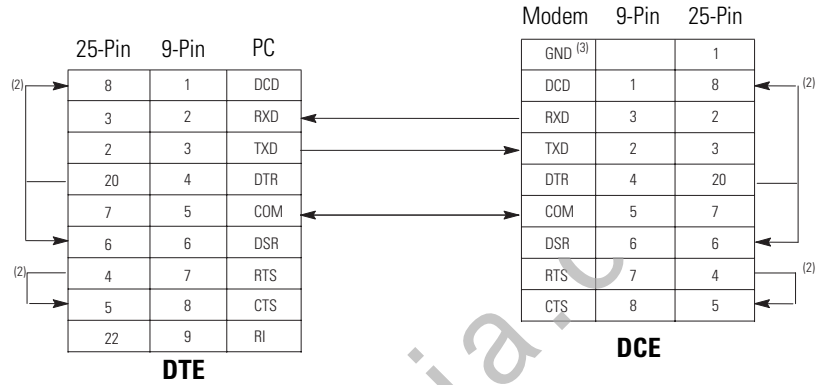 25-Pin 9-Pin PC
(2) 8 1 DCD
3 2 RXD
2 3 TXD
20 4 DTR
7 5 COM
6 6 DSR
(2) 4 7 RTS
5 8 CTS
22 9 RI
DTE
Modem 9-Pin 25-Pin
GND (3) 1
DCD 1 8 (2)
RXD 3 2
TXD 2 3
DTR 4 20
COM 5 7
DSR 6 6
RTS 7 4 (2)
CTS 8 5
DCE